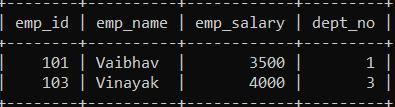 | emp_id | emp_name | emp_salary | dept_no |
| 101 | Vaibhav | 3500 | 1 |
| 103 | Vinayak | 4000 | 3 |